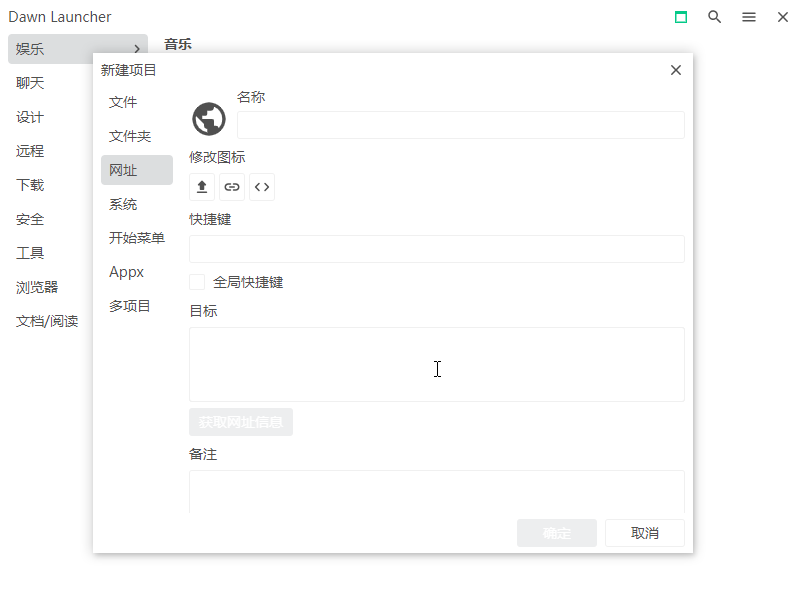 Dawn Launcher
娱乐
聊天
设计
远程
下载
安全
工具
浏览器
文档/阅读
音乐
新建项目
文件
文件夹
网址
系统
开始菜单
Appx
多项目
名称
修改图标
快捷键
全局快捷键
目标
获取网址信息
备注
确定
取消